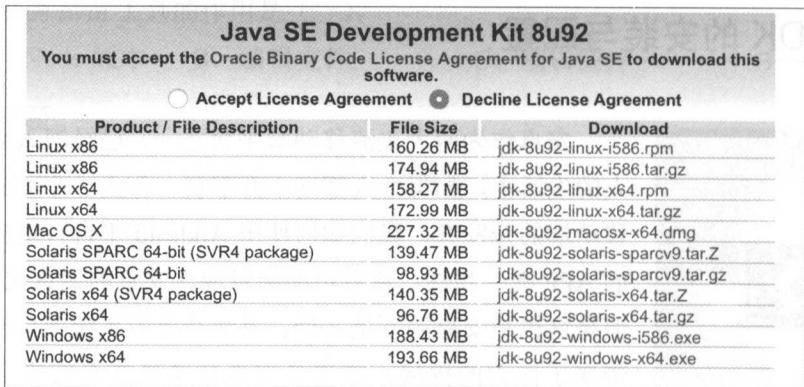 Java SE Development Kit 8u92
You must accept the Oracle Binary Code License Agreement for Java SE to download this
software.
Accept License Agreement Decline License Agreement
Product / File Description File Size Download
Linux x86 160.26 MB jdk-8u92-linux-i586.rpm
Linux x86 174.94 MB jdk-8u92-linux-i586.tar.gz
Linux x64 158.27 MB jdk-8u92-linux-x64.rpm
Linux x64 172.99 MB jdk-8u92-linux-x64.tar.gz
Mac OS X 227.32 MB jdk-8u92-macosx-x64.dmg
Solaris SPARC 64-bit (SVR4 package) 139.47 MB jdk-8u92-solaris-sparcv9.tar.Z
Solaris SPARC 64-bit 98.93 MB jdk-8u92-solaris-sparcv9.tar.gz
Solaris x64 (SVR4 package) 140.35 MB jdk-8u92-solaris-x64.tar.Z
Solaris x64 96.76 MB jdk-8u92-solaris-x64.tar.gz
Windows x86 188.43 MB jdk-8u92-windows-i586.exe
Windows x64 193.66 MB jdk-8u92-windows-x64.exe